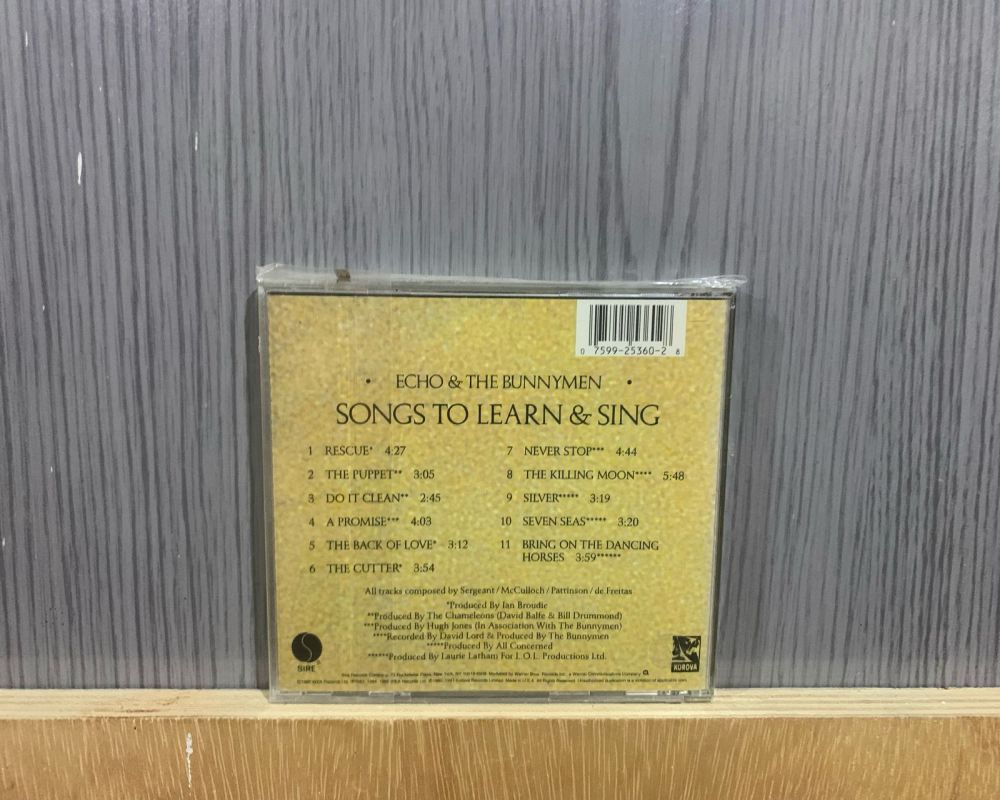 0 7599-25360-2 8
• ECHO & THE BUNNYMEN •
SONGS TO LEARN & SING
1 RESCUE* 4:27
2 THE PUPPET** 3:05
3 DO IT CLEAN** 2:45
4 A PROMISE*** 4:03
5 THE BACK OF LOVE* 3:12
6 THE CUTTER* 3:54
7 NEVER STOP*** 4:44
8 THE KILLING MOON**** 5:48
9 SILVER***** 3:19
10 SEVEN SEAS***** 3:20
11 BRING ON THE DANCING
HORSES 3:59******
All tracks composed by Sergeant / McCulloch / Pattinson / de Freitas
*Produced By Ian Broudie
**Produced By The Chameleons (David Balfe & Bill Drummond)
***Produced By Hugh Jones (In Association With The Bunnymen)
****Recorded By David Lord & Produced By The Bunnymen
*****Produced By All Concerned
******Produced By Laurie Latham For L.O.L. Productions Ltd.
SIRE
KOROVA